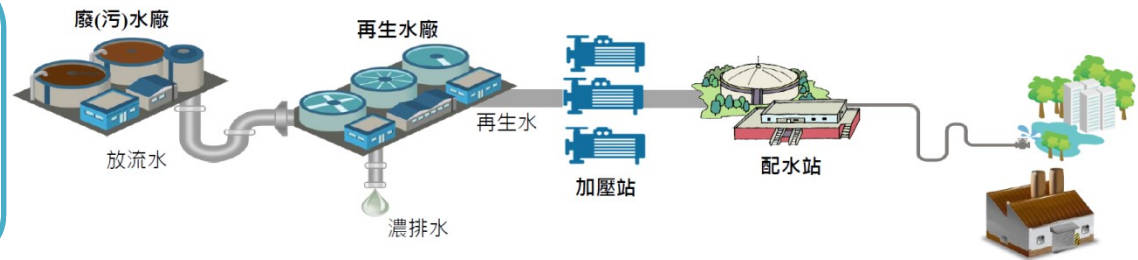 廢(污)水廠
再生水廠
放流水
再生水
濃排水
加壓站
配水站